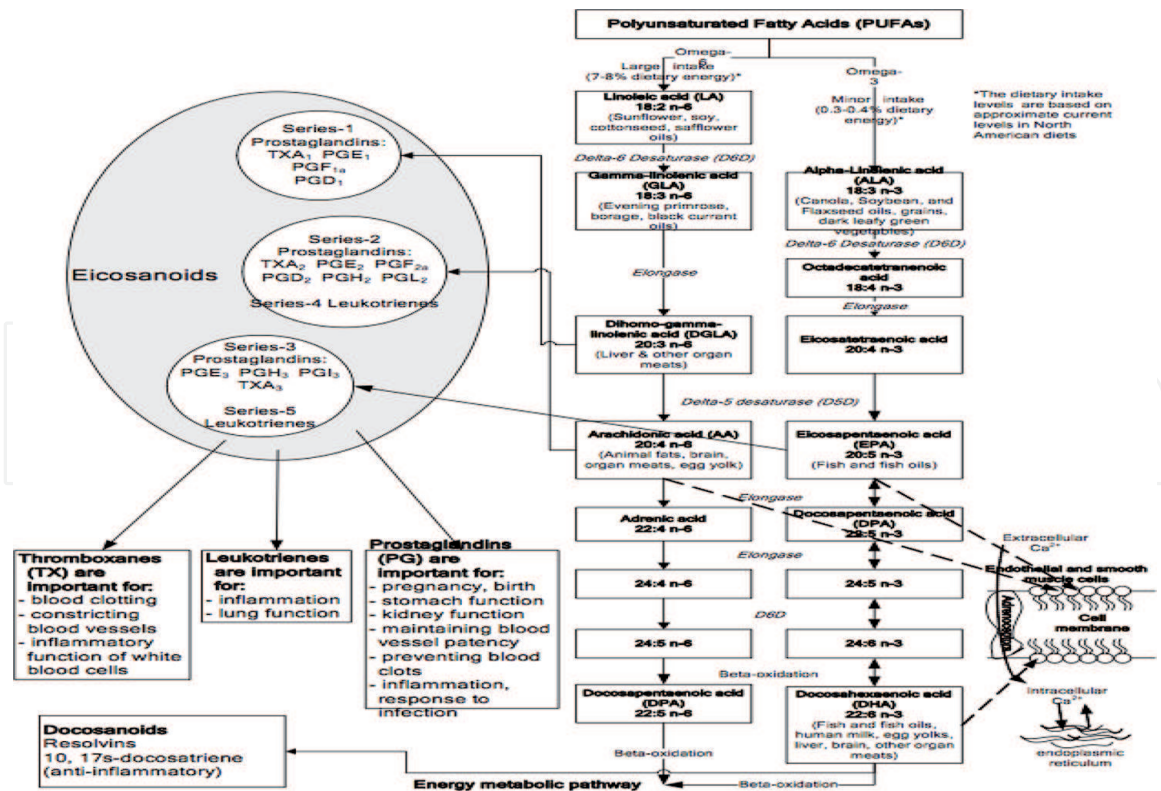 Polyunsaturated Fatty Acids (PUFAs)
Omega-
6
Large intake
(7-8% dietary energy)*
Omega-
3
Minor intake
(0.3-0.4% dietary
energy)*
*The dietary intake
levels are based on
approximate current
levels in North
American diets
Linoleic acid (LA)
18:2 n-6
(Sunflower, soy,
cottonseed, safflower
oils)
Delta-6 Desaturase (D6D)
Gamma-linolenic acid
(GLA)
18:3 n-6
(Evening primrose,
borage, black currant
oils)
Alpha-Linolenic acid
(ALA)
18:3 n-3
(Canola, Soybean, and
Flaxseed oils, grains,
dark leafy green
vegetables)
Delta-6 Desaturase (D6D)
Elongase
Octadecatetranenoic
acid
18:4 n-3
Elongase
Dihomo-gamma-
linolenic acid (DGLA)
20:3 n-6
(Liver & other organ
meats)
Eicosatetraenoic acid
20:4 n-3
Delta-5 desaturase (D5D)
Arachidonic acid (AA)
20:4 n-6
(Animal fats, brain,
organ meats, egg yolk)
Eicosapentaenoic acid
(EPA)
20:5 n-3
(Fish and fish oils)
Elongase
Adrenic acid
22:4 n-6
Docosapentaenoic acid
(DPA)
22:5 n-3
Elongase
24:4 n-6
24:5 n-3
D6D
24:5 n-6
24:6 n-3
Beta-oxidation
Docosapentaenoic acid
(DPA)
22:5 n-6
Docosahexaenoic acid
(DHA)
22:6 n-3
(Fish and fish oils,
human milk, egg yolks,
liver, brain, other organ
meats)
Beta-oxidation
Energy metabolic pathway
Beta-oxidation
Eicosanoids
Series-1
Prostaglandins:
TXA₁ PGE₁
PGF₁ₐ
PGD₁
Series-2
Prostaglandins:
TXA₂ PGE₂ PGF₂ₐ
PGD₂ PGH₂ PGL₂
Series-4 Leukotrienes
Series-3
Prostaglandins:
PGE₃ PGH₃ PGI₃
TXA₃
Series-5
Leukotrienes
Thromboxanes
(TX) are
important for:
- blood clotting
- constricting
blood vessels
- inflammatory
function of white
blood cells
Leukotrienes
are important
for:
- inflammation
- lung function
Prostaglandins
(PG) are
important for:
- pregnancy, birth
- stomach function
- kidney function
- maintaining blood
vessel patency
- preventing blood
clots
- inflammation,
response to
infection
Docosanoids
Resolvins
10, 17s-docosatriene
(anti-inflammatory)
Extracellular
Ca²⁺
Endothelial and smooth
muscle cells
Cell
membrane
Intracellular
Ca²⁺
endoplasmic
reticulum